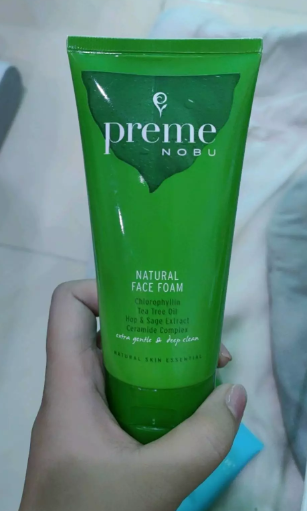 preme
NOBU
NATURAL
FACE FOAM
Chlorophyllin
Tea Tree Oil
Hop & Sage Extract
Ceramide Complex
extra gentle & deep clean
NATURAL SKIN ESSENTIAL